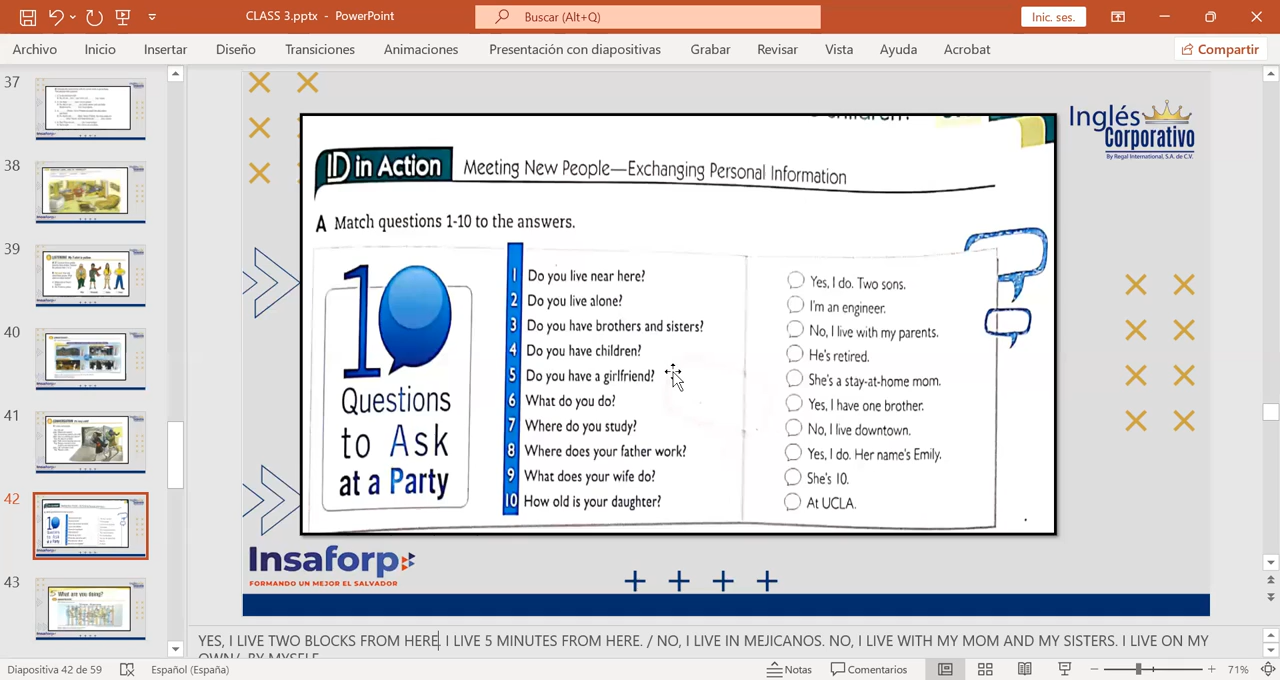 CLASS 3.pptx - PowerPoint
Buscar (Alt+Q)
Inic. ses.
Archivo Inicio Insertar Diseño Transiciones Animaciones Presentación con diapositivas Grabar Revisar Vista Ayuda Acrobat
Compartir
37
38
39
40
41
42
43
Inglés
Corporativo
By Regal International, S.A. de C.V.
ID in Action Meeting New People—Exchanging Personal Information
A Match questions 1-10 to the answers.
10
Questions
to Ask
at a Party
1 Do you live near here?
2 Do you live alone?
3 Do you have brothers and sisters?
4 Do you have children?
5 Do you have a girlfriend?
6 What do you do?
7 Where do you study?
8 Where does your father work?
9 What does your wife do?
10 How old is your daughter?
Yes, I do. Two sons.
I'm an engineer.
No, I live with my parents.
He's retired.
She's a stay-at-home mom.
Yes, I have one brother.
No, I live downtown.
Yes, I do. Her name's Emily.
She's 10.
At UCLA.
Insaforp
FORMANDO UN MEJOR EL SALVADOR
YES, I LIVE TWO BLOCKS FROM HERE. I LIVE 5 MINUTES FROM HERE. / NO, I LIVE IN MEJICANOS. NO, I LIVE WITH MY MOM AND MY SISTERS. I LIVE ON MY
OWN/ BY MYSELF
Diapositiva 42 de 59 Español (España) Notas Comentarios 71%